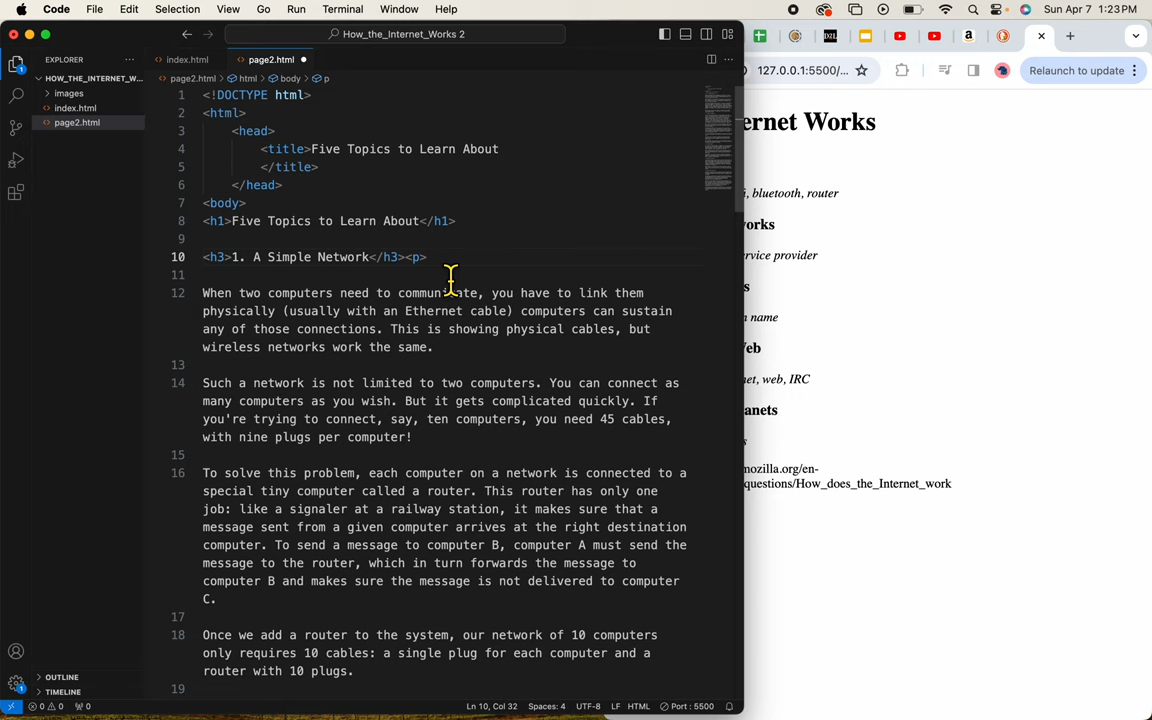 Code File Edit Selection View Go Run Terminal Window Help Sun Apr 7 1:23 PM
How_the_Internet_Works 2
EXPLORER
index.html page2.html
127.0.0.1:5500/... Relaunch to update
HOW_THE_INTERNET_W...
page2.html > html > body > p
images
index.html
page2.html
1 <!DOCTYPE html>
2 <html>
3 <head>
4 <title>Five Topics to Learn About
5 </title>
6 </head>
7 <body>
8 <h1>Five Topics to Learn About</h1>
9
10 <h3>1. A Simple Network</h3><p>
11
12 When two computers need to communicate, you have to link them
physically (usually with an Ethernet cable) computers can sustain
any of those connections. This is showing physical cables, but
wireless networks work the same.
13
14 Such a network is not limited to two computers. You can connect as
many computers as you wish. But it gets complicated quickly. If
you're trying to connect, say, ten computers, you need 45 cables,
with nine plugs per computer!
15
16 To solve this problem, each computer on a network is connected to a
special tiny computer called a router. This router has only one
job: like a signaler at a railway station, it makes sure that a
message sent from a given computer arrives at the right destination
computer. To send a message to computer B, computer A must send the
message to the router, which in turn forwards the message to
computer B and makes sure the message is not delivered to computer
C.
17
18 Once we add a router to the system, our network of 10 computers
only requires 10 cables: a single plug for each computer and a
router with 10 plugs.
19
OUTLINE
TIMELINE
0 0 0 Ln 10, Col 32 Spaces: 4 UTF-8 LF HTML Port : 5500
ernet Works
, bluetooth, router
works
ervice provider
s
n name
Web
net, web, IRC
anets
s
mozilla.org/en-
questions/How_does_the_Internet_work
D2L